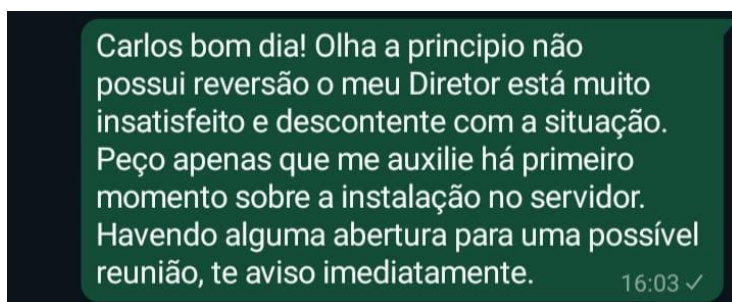 Carlos bom dia! Olha a principio não
possui reversão o meu Diretor está muito
insatisfeito e descontente com a situação.
Peço apenas que me auxilie há primeiro
momento sobre a instalação no servidor.
Havendo alguma abertura para uma possível
reunião, te aviso imediatamente.
16:03